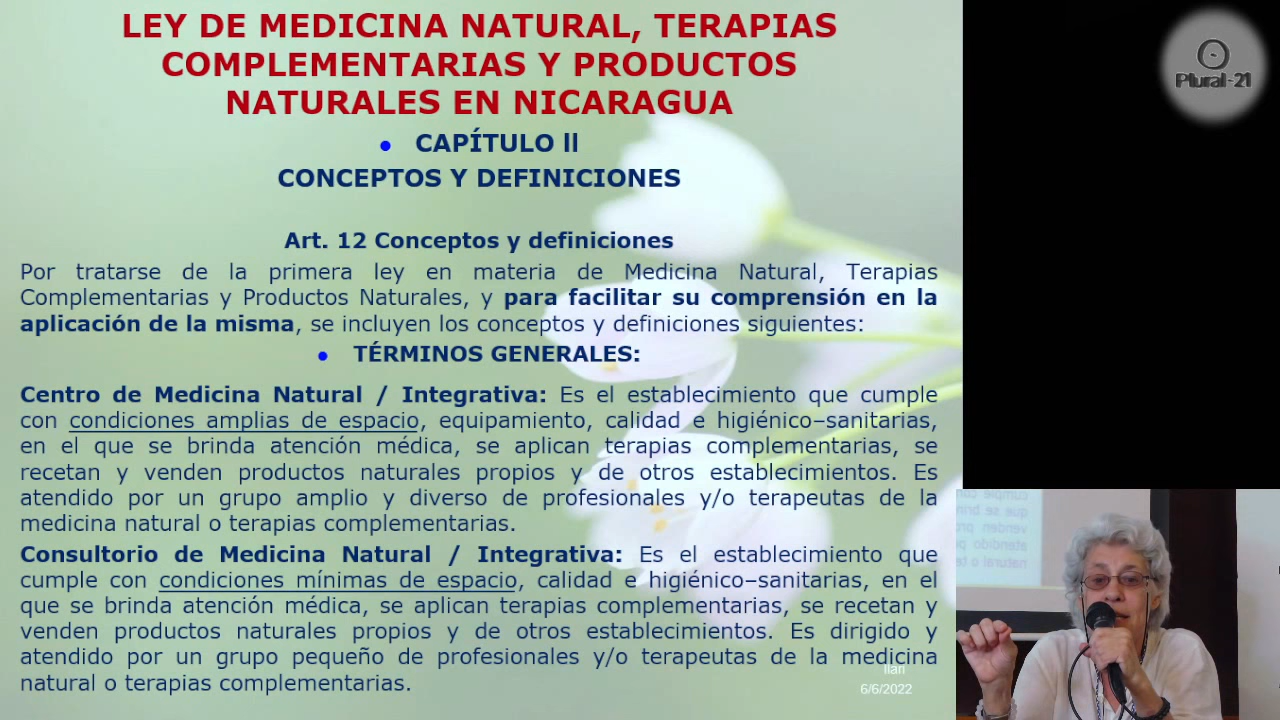 LEY DE MEDICINA NATURAL, TERAPIAS
COMPLEMENTARIAS Y PRODUCTOS
NATURALES EN NICARAGUA
• CAPÍTULO ll
CONCEPTOS Y DEFINICIONES
Art. 12 Conceptos y definiciones
Por tratarse de la primera ley en materia de Medicina Natural, Terapias
Complementarias y Productos Naturales, y para facilitar su comprensión en la
aplicación de la misma, se incluyen los conceptos y definiciones siguientes:
• TÉRMINOS GENERALES:
Centro de Medicina Natural / Integrativa: Es el establecimiento que cumple
con condiciones amplias de espacio, equipamiento, calidad e higiénico–sanitarias,
en el que se brinda atención médica, se aplican terapias complementarias, se
recetan y venden productos naturales propios y de otros establecimientos. Es
atendido por un grupo amplio y diverso de profesionales y/o terapeutas de la
medicina natural o terapias complementarias.
Consultorio de Medicina Natural / Integrativa: Es el establecimiento que
cumple con condiciones mínimas de espacio, calidad e higiénico–sanitarias, en el
que se brinda atención médica, se aplican terapias complementarias, se recetan y
venden productos naturales propios y de otros establecimientos. Es dirigido y
atendido por un grupo pequeño de profesionales y/o terapeutas de la medicina
natural o terapias complementarias.
6/6/2022
Plural-21